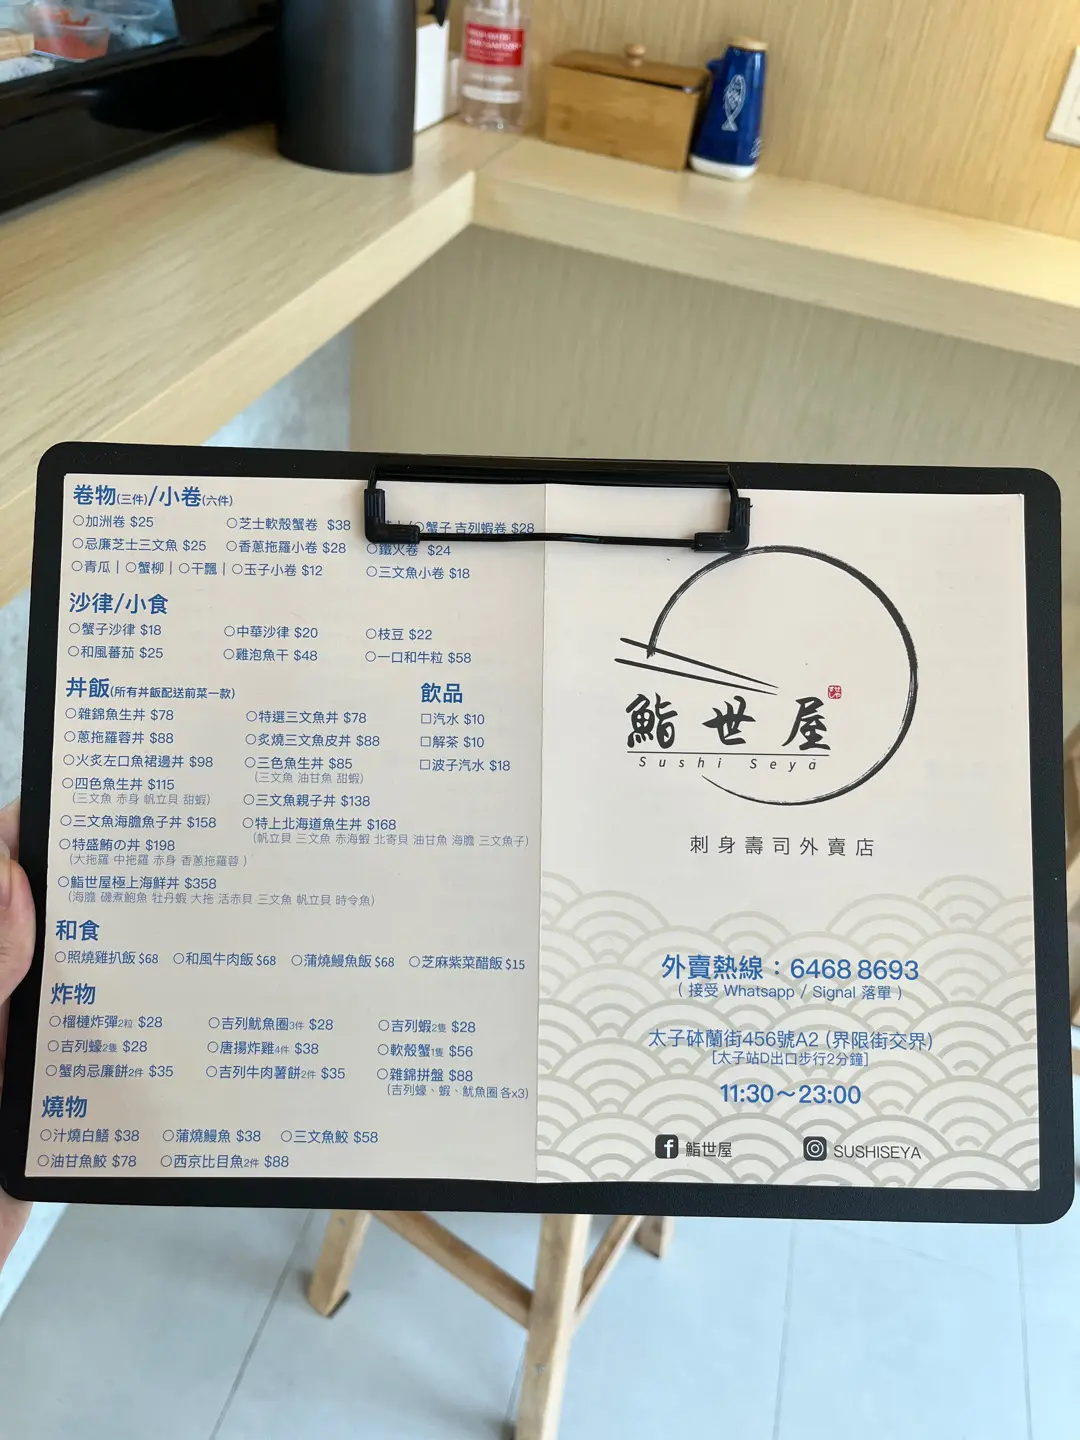 卷物(三件)/小卷(六件)
○加洲卷 $25 ○芝士軟殼蟹卷 $38 /○蟹子 吉列蝦卷 $28
○忌廉芝士三文魚 $25 ○香蔥拖羅小卷 $28 ○鐵火卷 $24
○青瓜 | ○蟹柳 | ○干瓢 | ○玉子小卷 $12 ○三文魚小卷 $18
沙律/小食
○蟹子沙律 $18 ○中華沙律 $20 ○枝豆 $22
○和風蕃茄 $25 ○雞泡魚干 $48 ○一口和牛粒 $58
丼飯(所有丼飯配送前菜一款)
○雜錦魚生丼 $78 ○特選三文魚丼 $78
○蔥拖羅蓉丼 $88 ○炙燒三文魚皮丼 $88
○火炙左口魚裙邊丼 $98 ○三色魚生丼 $85
(三文魚 油甘魚 甜蝦)
○四色魚生丼 $115
(三文魚 赤身 帆立貝 甜蝦)
○三文魚親子丼 $138
○三文魚海膽魚子丼 $158 ○特上北海道魚生丼 $168
(帆立貝 三文魚 赤海蝦 北寄貝 油甘魚 海膽 三文魚子)
○特盛鮪の丼 $198
(大拖羅 中拖羅 赤身 香蔥拖羅蓉 )
○鮨世屋極上海鮮丼 $358
(海膽 磯煮鮑魚 牡丹蝦 大拖 活赤貝 三文魚 帆立貝 時令魚)
飲品
□汽水 $10
□解茶 $10
□波子汽水 $18
和食
○照燒雞扒飯 $68 ○和風牛肉飯 $68 ○蒲燒鰻魚飯 $68 ○芝麻紫菜醋飯 $15
炸物
○榴槤炸彈2粒 $28 ○吉列魷魚圈3件 $28 ○吉列蝦2隻 $28
○吉列蠔2隻 $28 ○唐揚炸雞4件 $38 ○軟殼蟹1隻 $56
○蟹肉忌廉餅2件 $35 ○吉列牛肉薯餅2件 $35 ○雜錦拼盤 $88
(吉列蠔、蝦、魷魚圈 各x3)
燒物
○汁燒白鱔 $38 ○蒲燒鰻魚 $38 ○三文魚鮫 $58
○油甘魚鮫 $78 ○西京比目魚2件 $88
鮨世屋
Sushi Seya
刺身壽司外賣店
外賣熱線：6468 8693
( 接受 Whatsapp / Signal 落單 )
太子砵蘭街456號A2 (界限街交界)
[太子站D出口步行2分鐘]
11:30～23:00
鮨世屋 SUSHISEYA